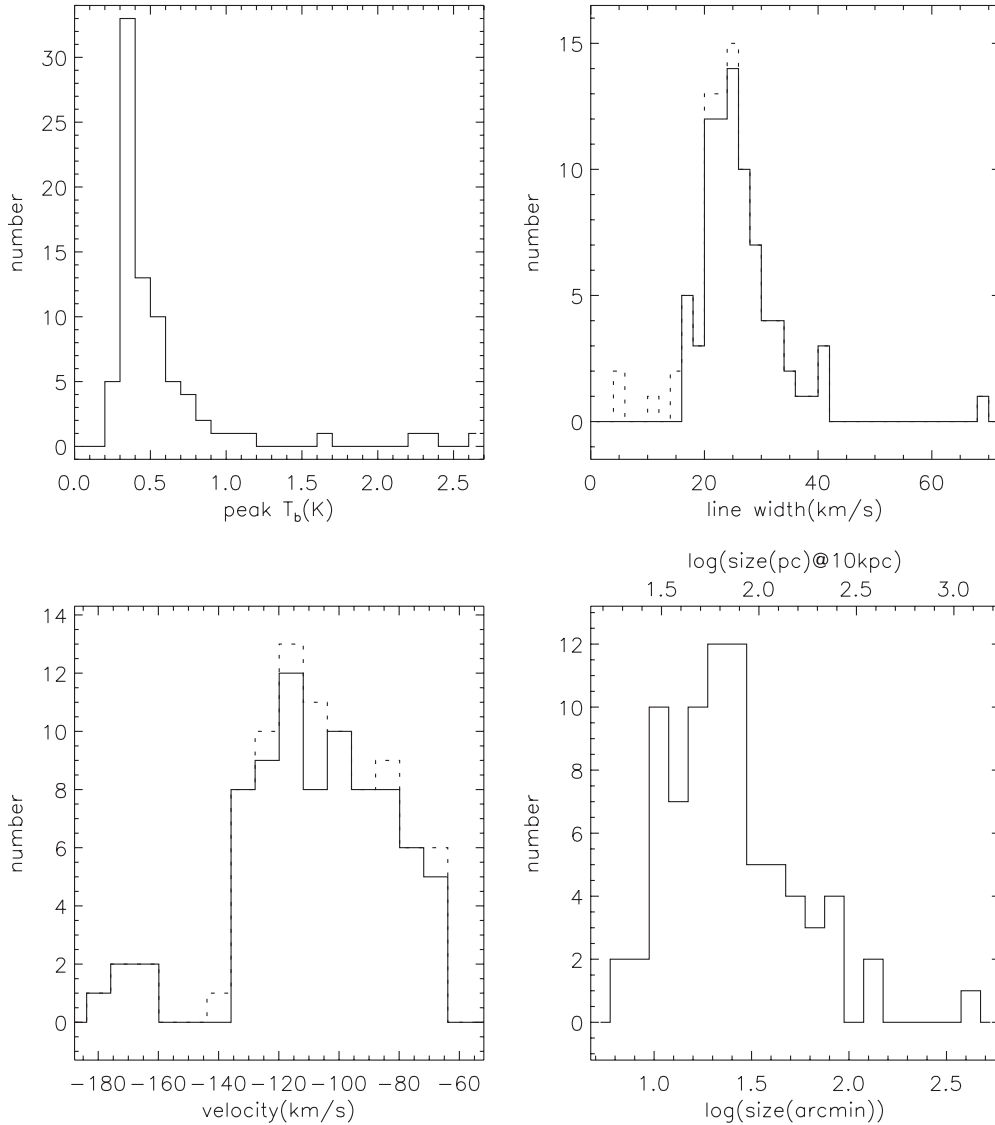 30
25
20
15
10
5
0
number
0.0 0.5 1.0 1.5 2.0 2.5
peak T_b(K)
15
10
5
0
number
0 20 40 60
line width(km/s)
14
12
10
8
6
4
2
0
number
−180 −160 −140 −120 −100 −80 −60
velocity(km/s)
log(size(pc)@10kpc)
1.5 2.0 2.5 3.0
12
10
8
6
4
2
0
number
1.0 1.5 2.0 2.5
log(size(arcmin))